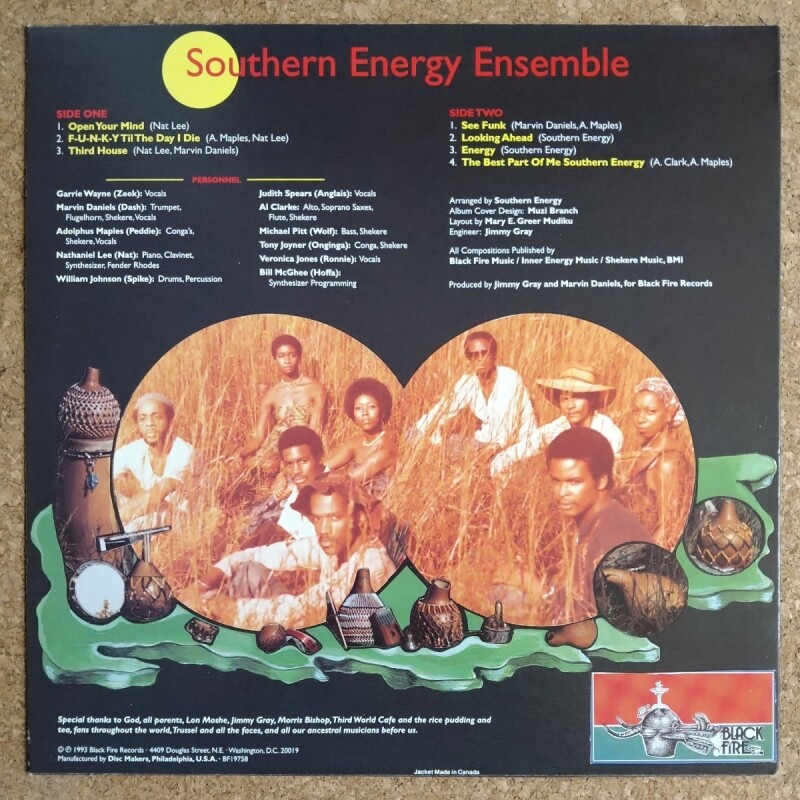 Southern Energy Ensemble
SIDE ONE
1. Open Your Mind (Nat Lee)
2. F-U-N-K-Y Til The Day I Die (A. Maples, Nat Lee)
3. Third House (Nat Lee, Marvin Daniels)
SIDE TWO
1. See Funk (Marvin Daniels, A. Maples)
2. Looking Ahead (Southern Energy)
3. Energy (Southern Energy)
4. The Best Part Of Me Southern Energy (A. Clark, A. Maples)
PERSONNEL
Garrie Wayne (Zeek): Vocals
Marvin Daniels (Dash): Trumpet,
Flugelhorn, Shekere, Vocals
Adolphus Maples (Peddie): Conga's,
Shekere, Vocals
Nathaniel Lee (Nat): Piano, Clavinet,
Synthesizer, Fender Rhodes
William Johnson (Spike): Drums, Percussion
Judith Spears (Anglais): Vocals
Al Clarke: Alto, Soprano Saxes,
Flute, Shekere
Michael Pitt (Wolf): Bass, Shekere
Tony Joyner (Onginga): Conga, Shekere
Veronica Jones (Ronnie): Vocals
Bill McGhee (Hoffa):
Synthesizer Programming
Arranged by Southern Energy
Album Cover Design: Muzi Branch
Layout by Mary E. Greer Mudiku
Engineer: Jimmy Gray
All Compositions Published by
Black Fire Music / Inner Energy Music / Shekere Music, BMI
Produced by Jimmy Gray and Marvin Daniels, for Black Fire Records
Special thanks to God, all parents, Lon Moshe, Jimmy Gray, Morris Bishop, Third World Cafe and the rice pudding and
tea, fans throughout the world, Trussel and all the faces, and all our ancestral musicians before us.
© ℗ 1993 Black Fire Records · 4409 Douglas Street, N.E. · Washington, D.C. 20019
Manufactured by Disc Makers, Philadelphia, U.S.A. · BF19758
BLACK
FIRE
Jacket Made in Canada